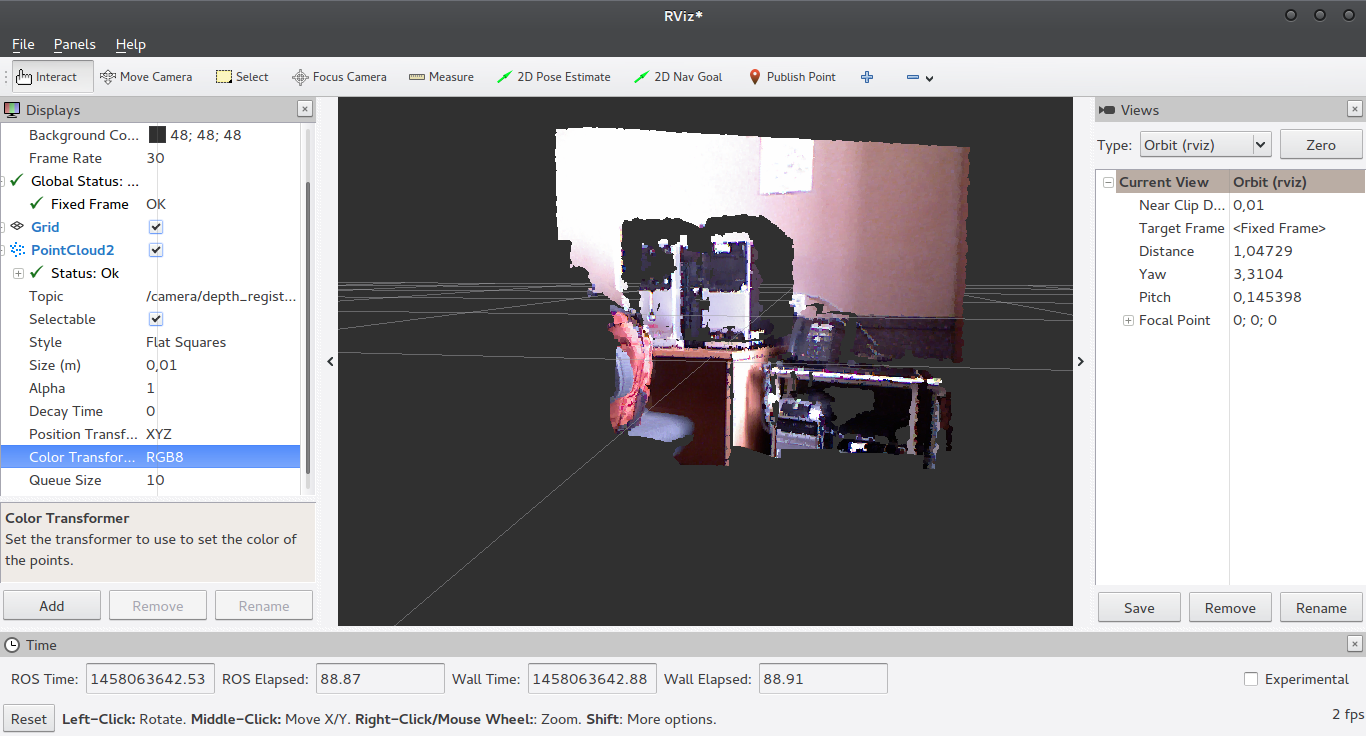 RViz*
File Panels Help
Interact Move Camera Select Focus Camera Measure 2D Pose Estimate 2D Nav Goal Publish Point
Displays
Background Co... 48; 48; 48
Frame Rate 30
Global Status: ...
Fixed Frame OK
Grid
PointCloud2
Status: Ok
Topic /camera/depth_regist...
Selectable
Style Flat Squares
Size (m) 0,01
Alpha 1
Decay Time 0
Position Transf... XYZ
Color Transfor... RGB8
Queue Size 10
Color Transformer
Set the transformer to use to set the color of
the points.
Add Remove Rename
Views
Type: Orbit (rviz) Zero
Current View Orbit (rviz)
Near Clip D... 0,01
Target Frame <Fixed Frame>
Distance 1,04729
Yaw 3,3104
Pitch 0,145398
Focal Point 0; 0; 0
Save Remove Rename
Time
ROS Time: 1458063642.53 ROS Elapsed: 88.87 Wall Time: 1458063642.88 Wall Elapsed: 88.91 Experimental
Reset Left-Click: Rotate. Middle-Click: Move X/Y. Right-Click/Mouse Wheel:: Zoom. Shift: More options. 2 fps